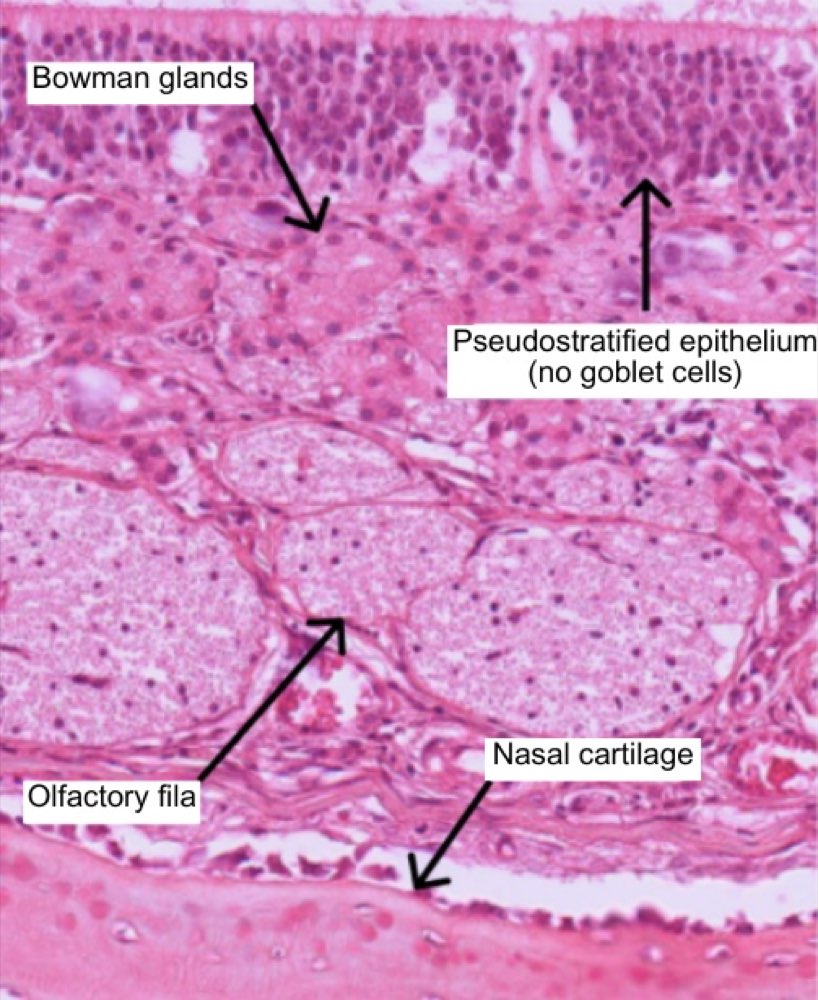 Bowman glands
Pseudostratified epithelium
(no goblet cells)
Nasal cartilage
Olfactory fila